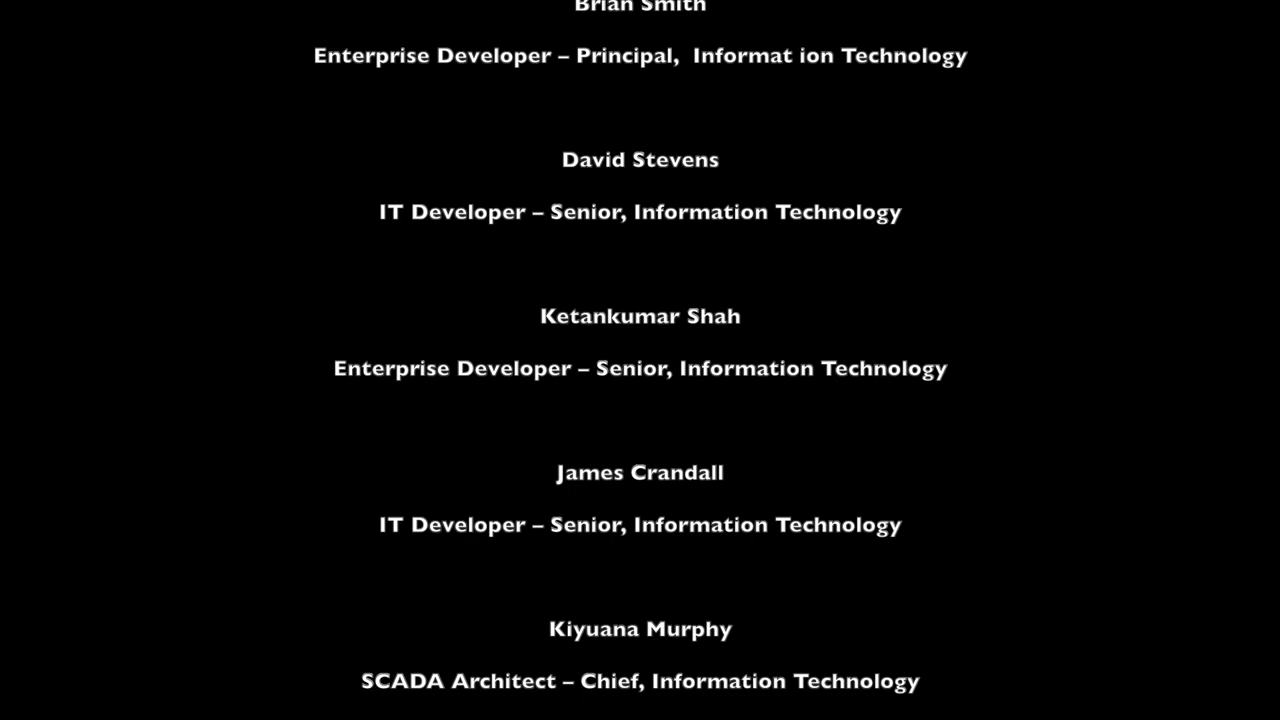 Brian Smith
Enterprise Developer – Principal,  Informat ion Technology
David Stevens
IT Developer – Senior, Information Technology
Ketankumar Shah
Enterprise Developer – Senior, Information Technology
James Crandall
IT Developer – Senior, Information Technology
Kiyuana Murphy
SCADA Architect – Chief, Information Technology